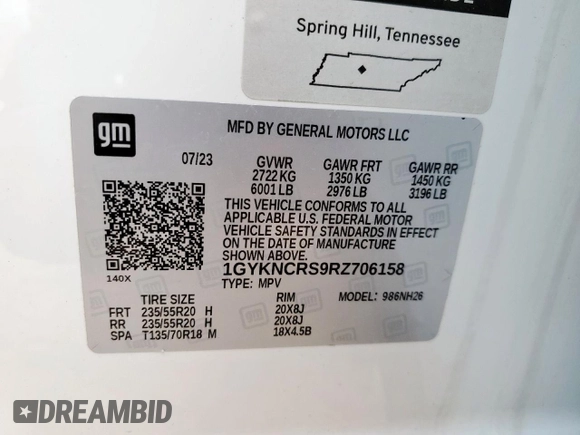 Spring Hill, Tennessee
gm
MFD BY GENERAL MOTORS LLC
07/23 GVWR GAWR FRT GAWR RR
2722 KG 1350 KG 1450 KG
6001 LB 2976 LB 3196 LB
THIS VEHICLE CONFORMS TO ALL
APPLICABLE U.S. FEDERAL MOTOR
VEHICLE SAFETY STANDARDS IN EFFECT
ON THE DATE OF MANUFACTURE
SHOWN ABOVE.
1GYKNCRS9RZ706158
140X
TYPE: MPV MODEL: 986NH26
TIRE SIZE RIM
FRT 235/55R20 H 20X8J
RR 235/55R20 H 20X8J
SPA T135/70R18 M 18X4.5B
DREAMBID